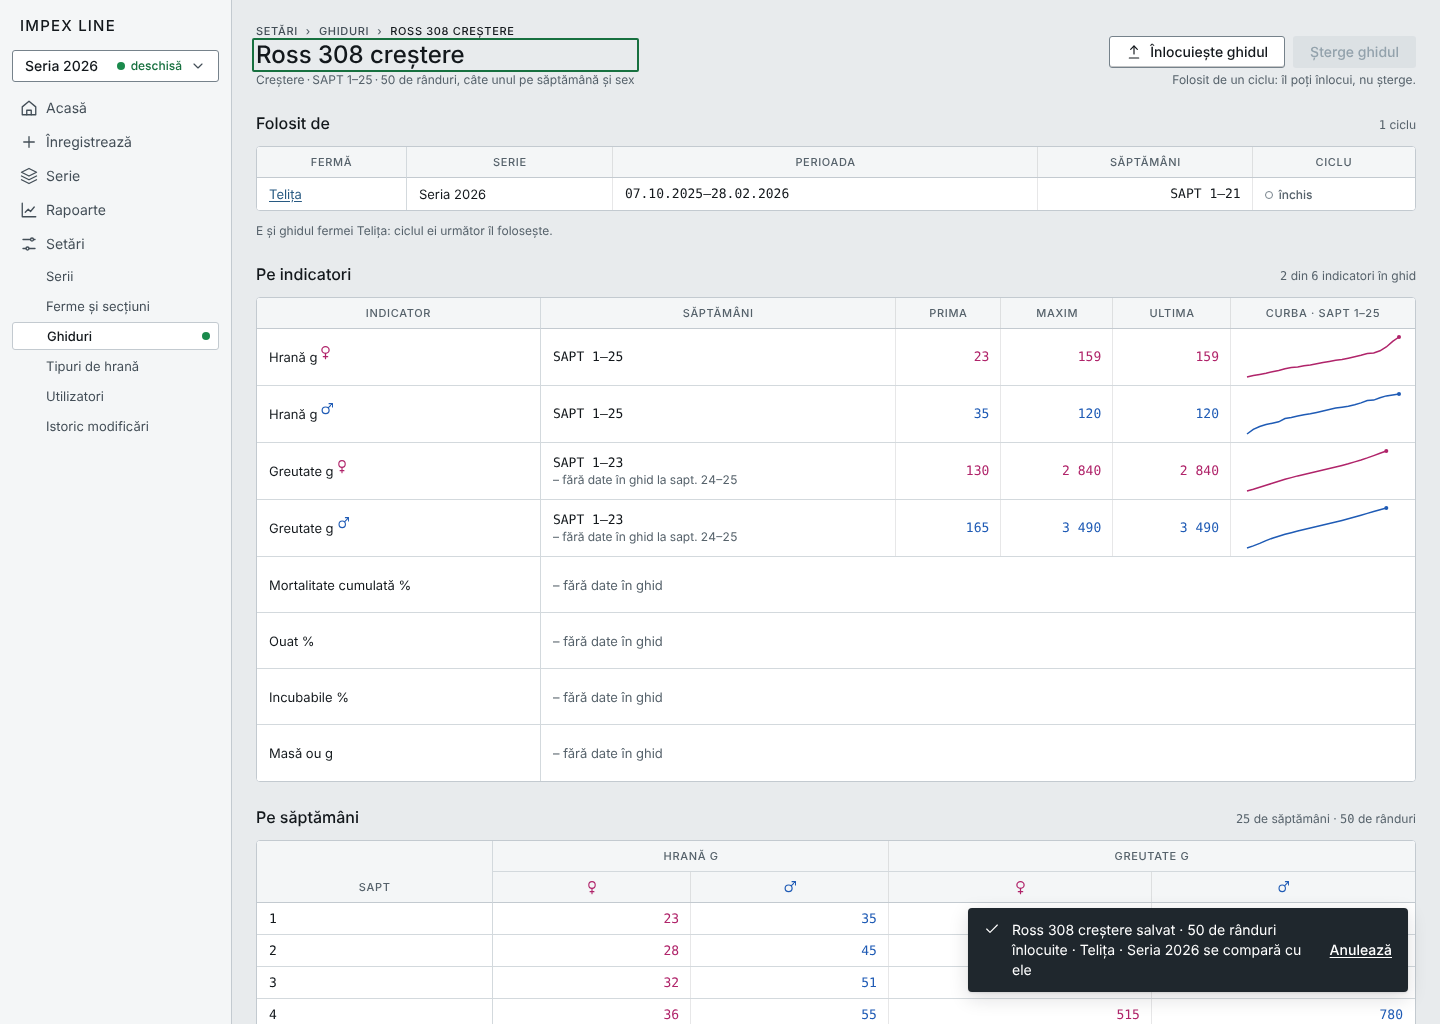 IMPEX LINE
Seria 2026 deschisă
Acasă
Înregistrează
Serie
Rapoarte
Setări
Serii
Ferme și secțiuni
Ghiduri
Tipuri de hrană
Utilizatori
Istoric modificări
SETĂRI › GHIDURI › ROSS 308 CREȘTERE
Ross 308 creștere
Creștere · SAPT 1–25 · 50 de rânduri, câte unul pe săptămână și sex
Înlocuiește ghidul
Șterge ghidul
Folosit de un ciclu: îl poți înlocui, nu șterge.
Folosit de
1 ciclu
FERMĂ SERIE PERIOADA SĂPTĂMÂNI CICLU
Telița Seria 2026 07.10.2025–28.02.2026 SAPT 1–21 închis
E și ghidul fermei Telița: ciclul ei următor îl folosește.
Pe indicatori
2 din 6 indicatori în ghid
INDICATOR SĂPTĂMÂNI PRIMA MAXIM ULTIMA CURBA · SAPT 1–25
Hrană g ♀ SAPT 1–25 23 159 159
Hrană g ♂ SAPT 1–25 35 120 120
Greutate g ♀ SAPT 1–23 130 2 840 2 840
– fără date în ghid la sapt. 24–25
Greutate g ♂ SAPT 1–23 165 3 490 3 490
– fără date în ghid la sapt. 24–25
Mortalitate cumulată % – fără date în ghid
Ouat % – fără date în ghid
Incubabile % – fără date în ghid
Masă ou g – fără date în ghid
Pe săptămâni
25 de săptămâni · 50 de rânduri
SAPT HRANĂ G GREUTATE G
♀ ♂ ♀ ♂
1 23 35
2 28 45
3 32 51
4 36 55 515 780
Ross 308 creștere salvat · 50 de rânduri
înlocuite · Telița · Seria 2026 se compară cu
ele
Anulează